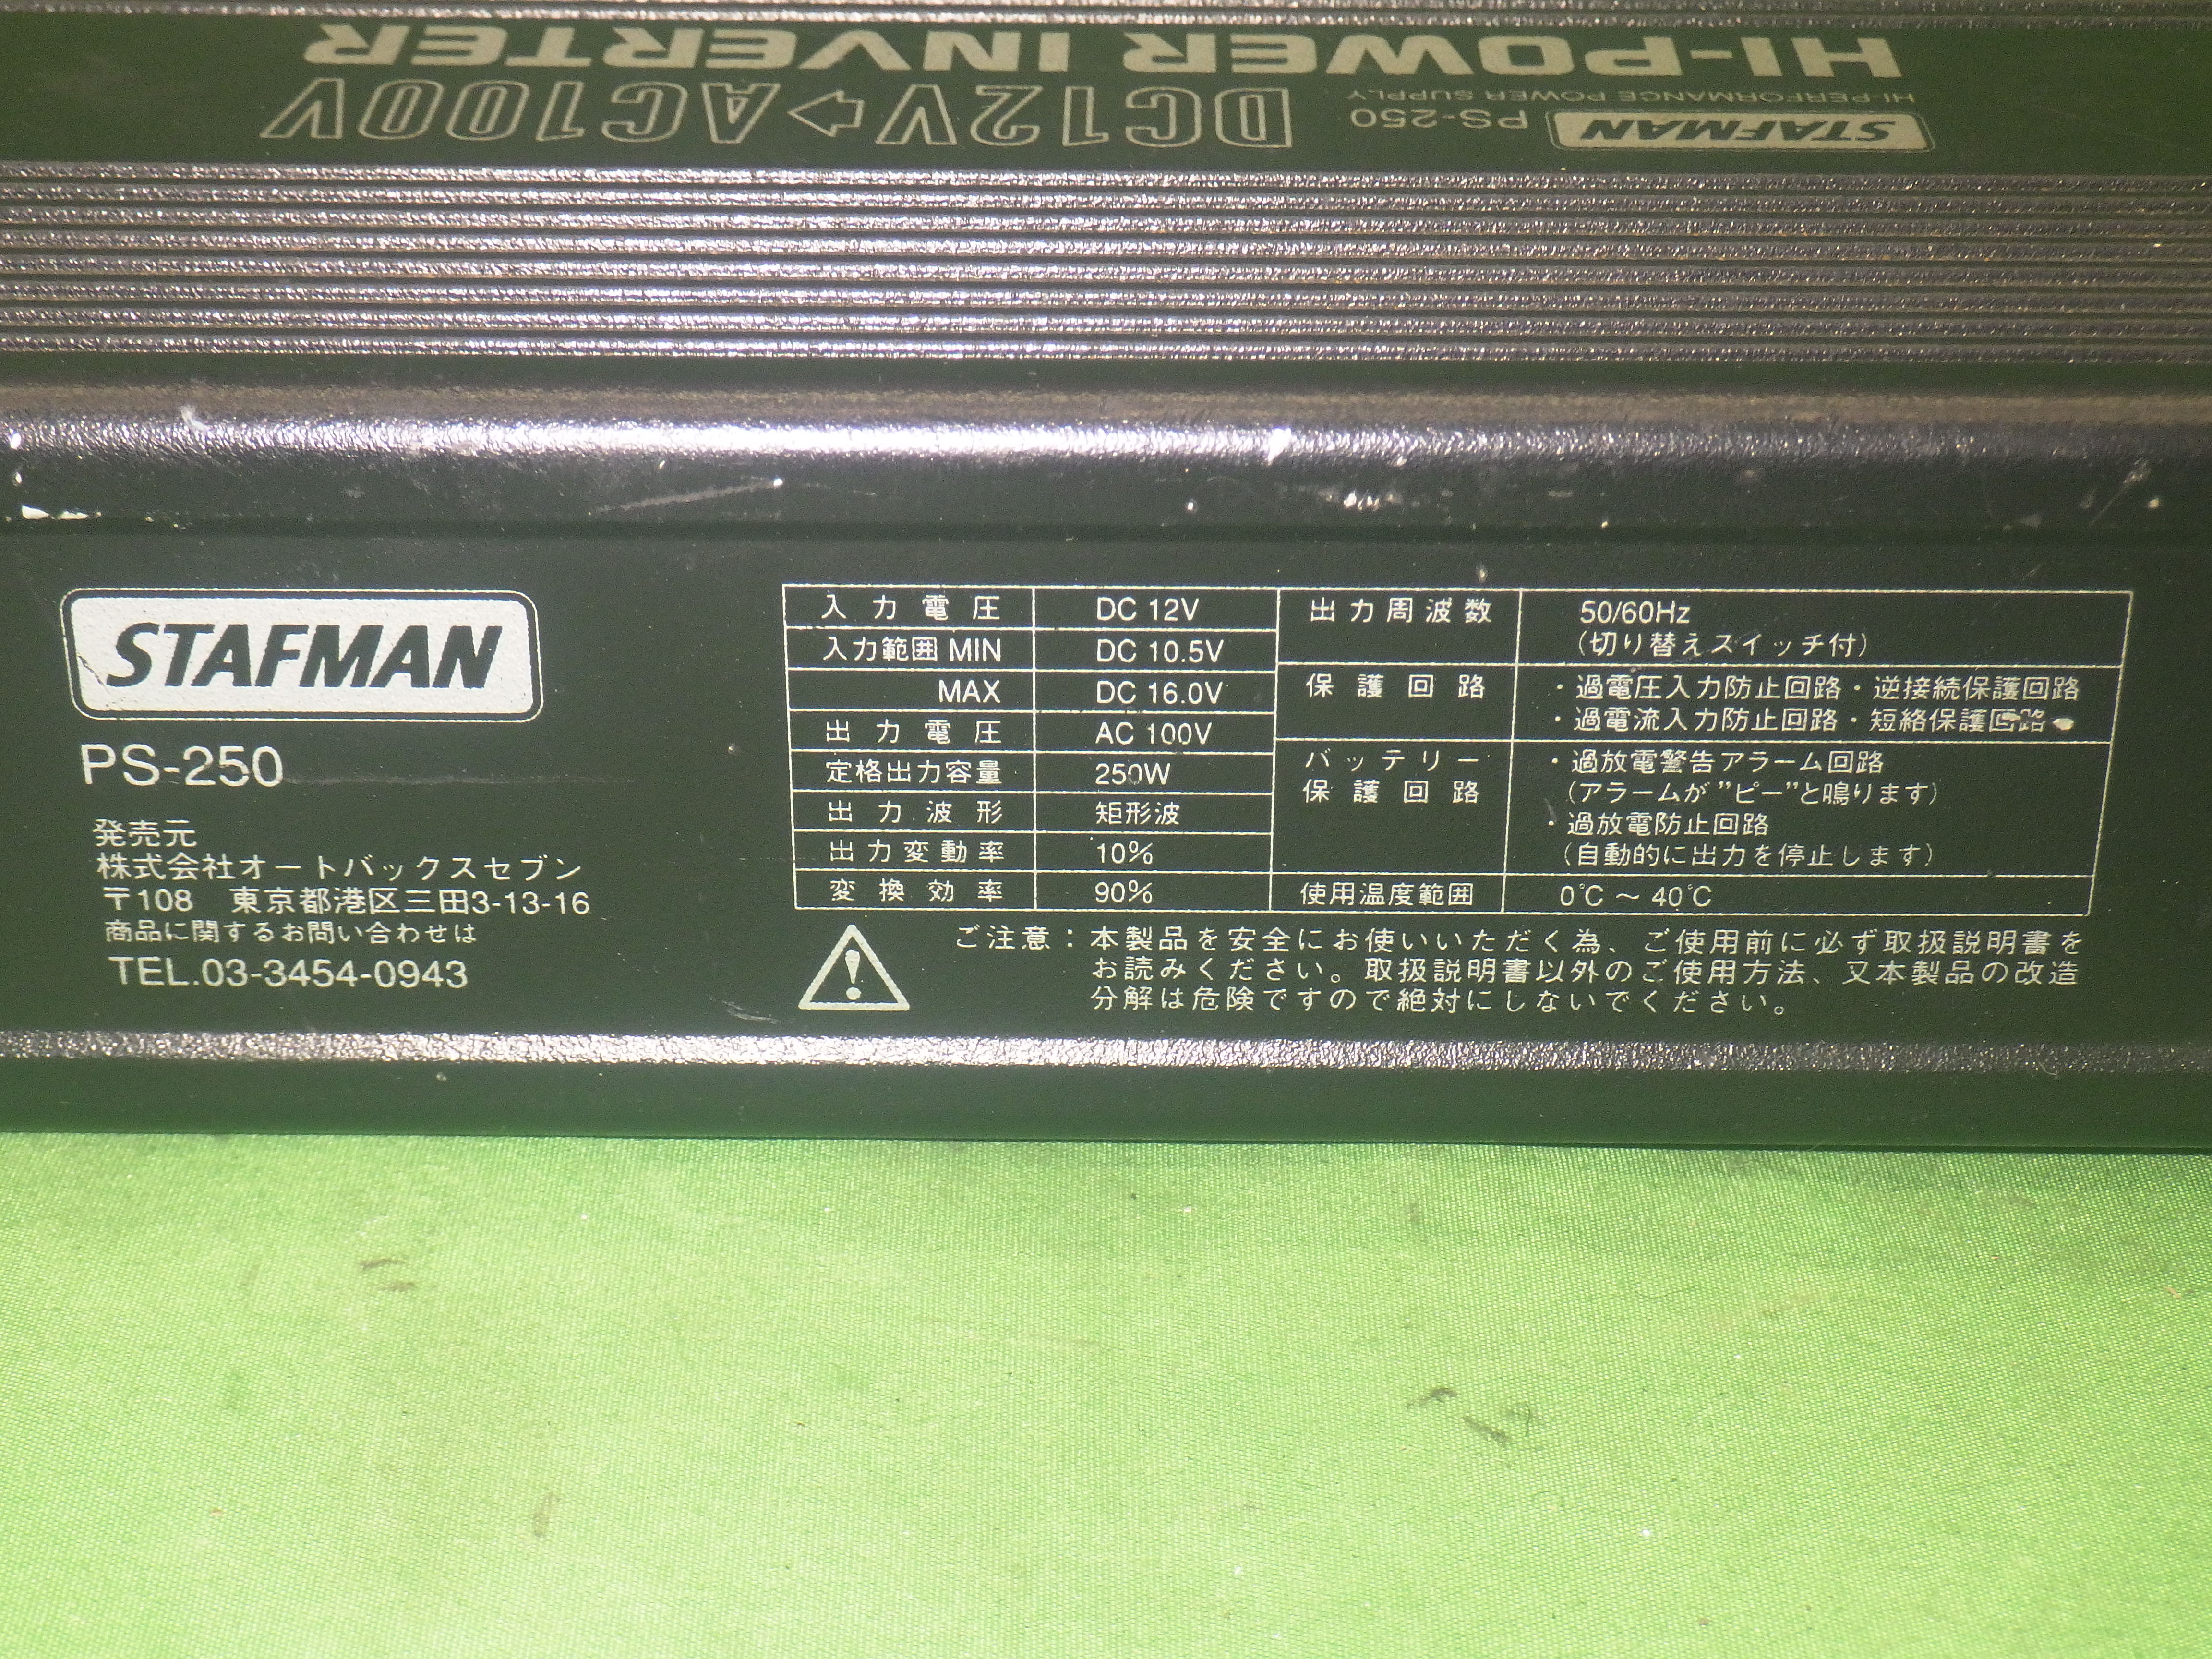 HI-POWER INVERTER
DC12V⇨AC100V
HI-PERFORMANCE POWER SUPPLY
STAFMAN PS-250
STAFMAN
PS-250
発売元
株式会社オートバックスセブン
〒108 東京都港区三田3-13-16
商品に関するお問い合わせは
TEL.03-3454-0943
入力電圧 DC 12V
入力範囲 MIN DC 10.5V
MAX DC 16.0V
出力電圧 AC 100V
定格出力容量 250W
出力波形 矩形波
出力変動率 10%
変換効率 90%
出力周波数 50/60Hz
(切り替えスイッチ付)
保護回路 ・過電圧入力防止回路・逆接続保護回路
・過電流入力防止回路・短絡保護回路
バッテリー ・過放電警告アラーム回路
保護回路 (アラームが"ピー"と鳴ります)
・過放電防止回路
(自動的に出力を停止します)
使用温度範囲 0℃ ～ 40℃
ご注意：本製品を安全にお使いいただく為、ご使用前に必ず取扱説明書を
お読みください。取扱説明書以外のご使用方法、又本製品の改造
分解は危険ですので絶対にしないでください。